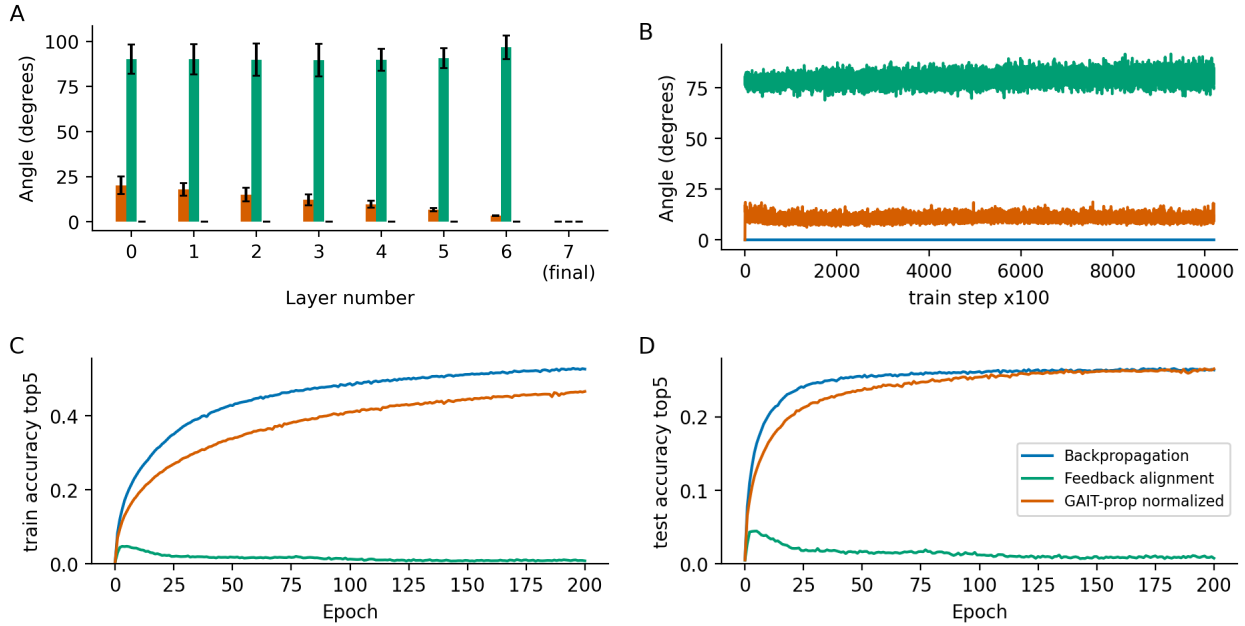 A
100
75
50
25
0
Angle (degrees)
0 1 2 3 4 5 6 7
(final)
Layer number
B
75
50
25
0
Angle (degrees)
0 2000 4000 6000 8000 10000
train step x100
C
0.4
0.2
0.0
train accuracy top5
0 25 50 75 100 125 150 175 200
Epoch
D
0.2
0.1
0.0
test accuracy top5
Backpropagation
Feedback alignment
GAIT-prop normalized
0 25 50 75 100 125 150 175 200
Epoch